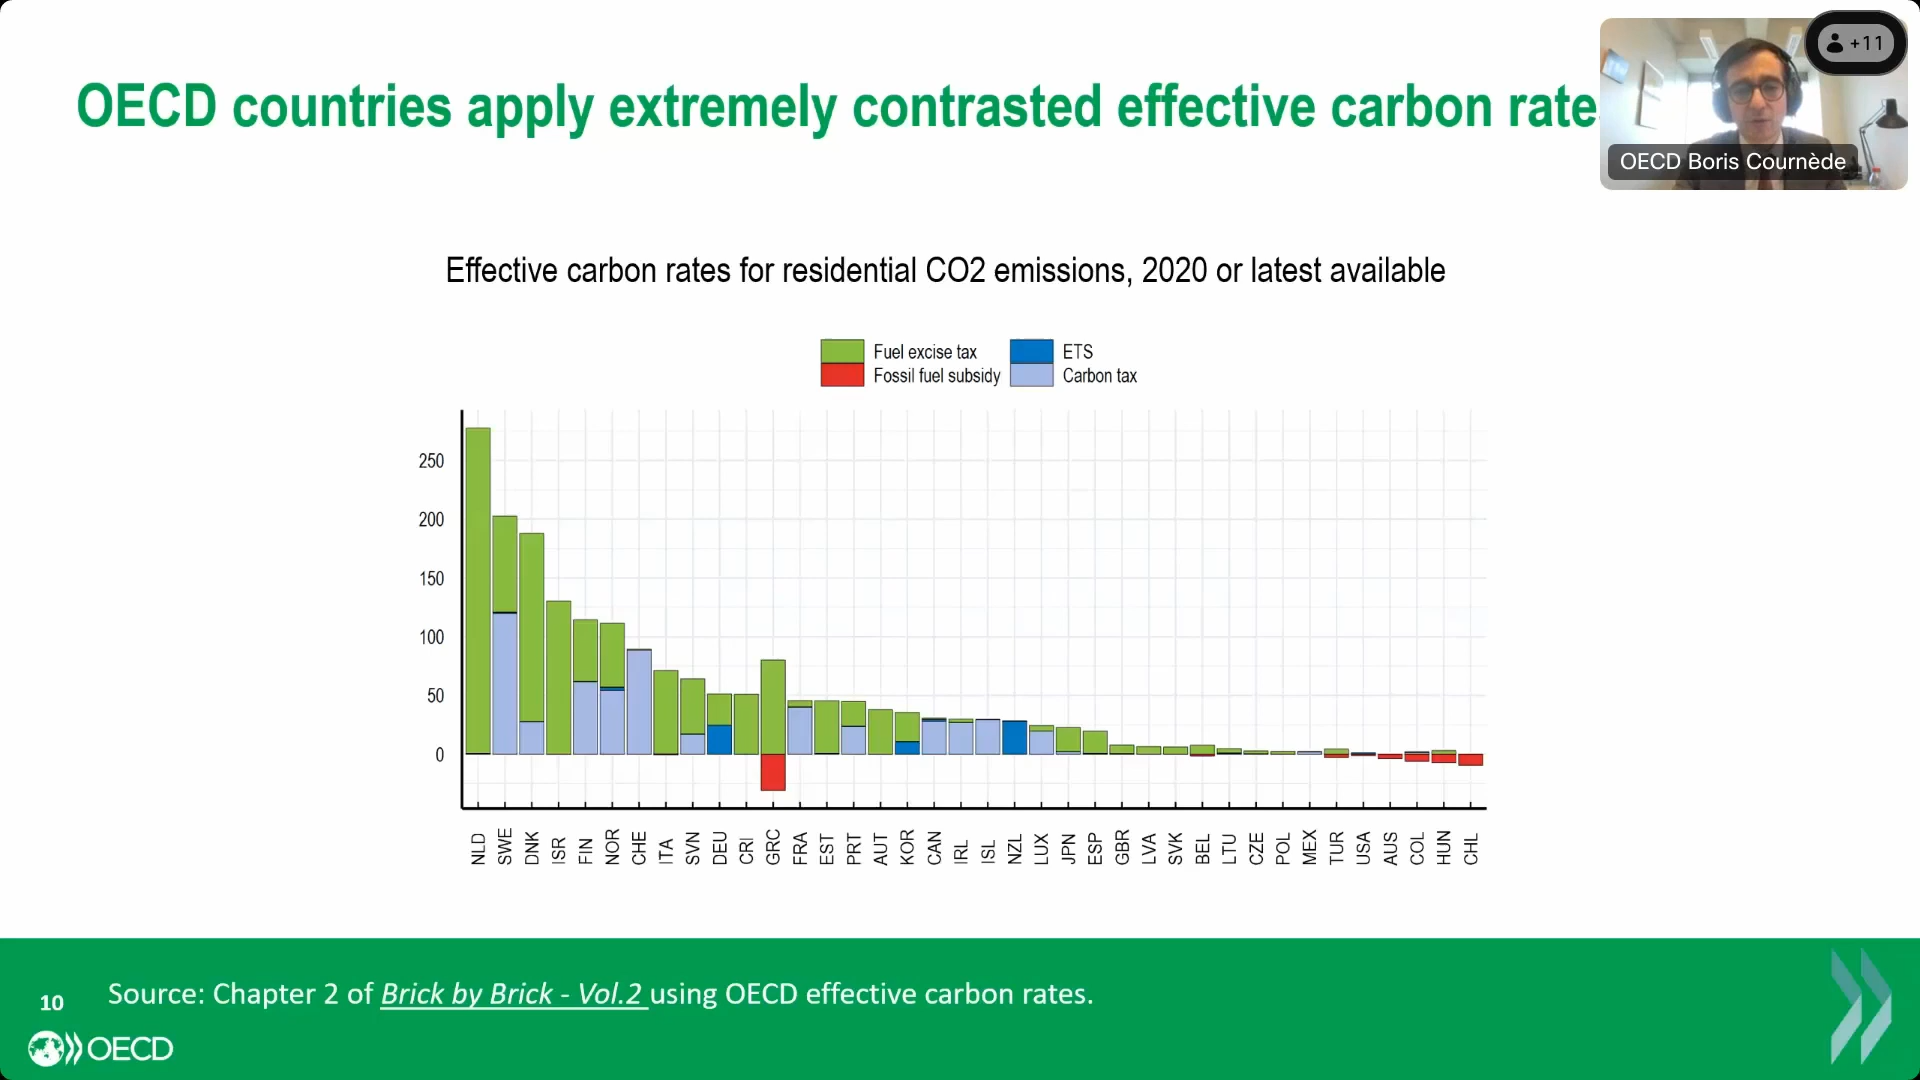 +11
OECD countries apply extremely contrasted effective carbon rates
OECD Boris Cournède
Effective carbon rates for residential CO2 emissions, 2020 or latest available
Fuel excise tax
ETS
Fossil fuel subsidy
Carbon tax
250
200
150
100
50
0
NLD SWE DNK ISR FIN NOR CHE ITA SVN DEU CRI GRC FRA EST PRT AUT KOR CAN IRL ISL NZL LUX JPN ESP GBR LVA SVK BEL LTU CZE POL MEX TUR USA AUS COL HUN CHL
Source: Chapter 2 of Brick by Brick - Vol.2 using OECD effective carbon rates.
10
OECD